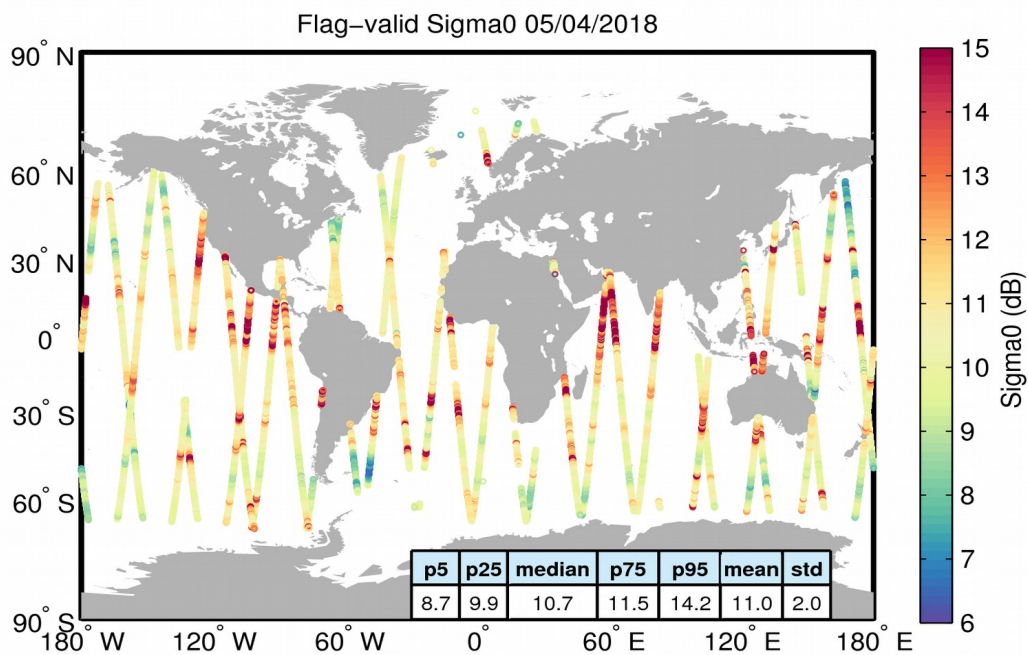 Flag−valid Sigma0 05/04/2018
90° N
60° N
30° N
0°
30° S
60° S
90° S
180° W
120° W
60° W
0°
60° E
120° E
180° E
15
14
13
12
11
10
9
8
7
6
Sigma0 (dB)
p5 p25 median p75 p95 mean std
8.7 9.9 10.7 11.5 14.2 11.0 2.0